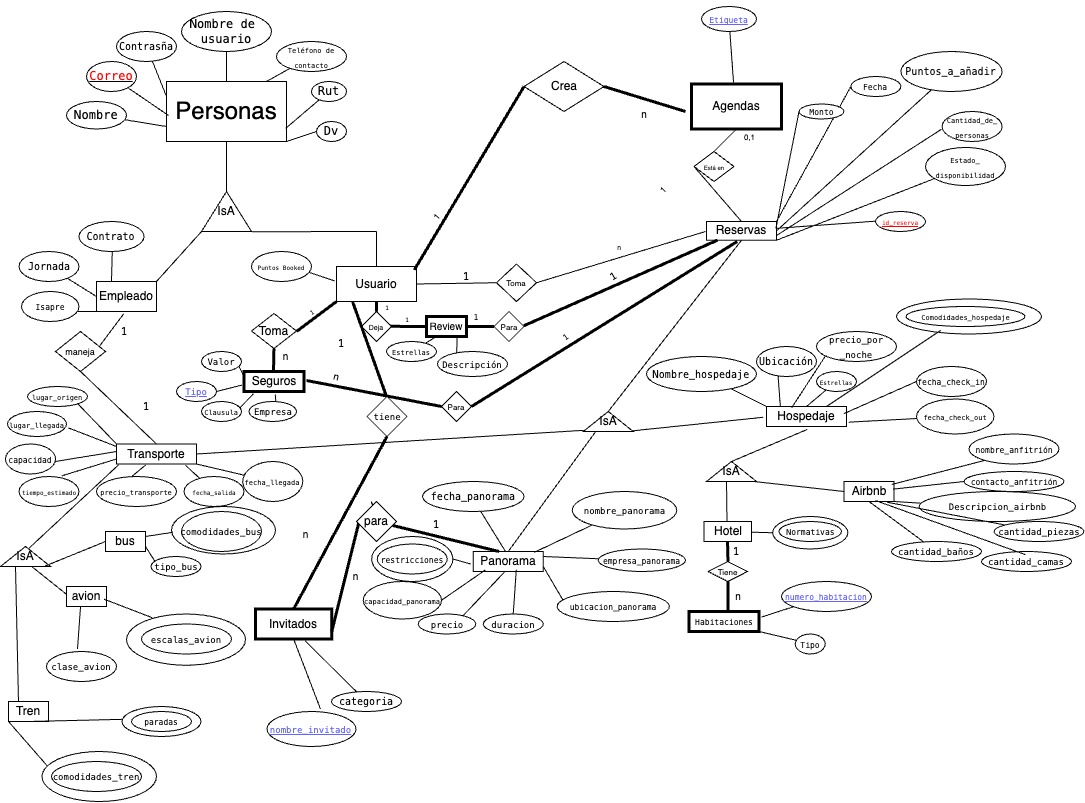 Nombre de
usuario
Etiqueta
Contrasña
Teléfono de
contacto
Correo
Personas
Rut
Nombre
Dv
Crea
n
Agendas
Puntos_a_añadir
Fecha
Monto
Cantidad_de_
personas
0,1
Está en
Estado_
disponibilidad
1
1
IsA
Reservas
id_reserva
Contrato
n
Jornada
Puntos Booked
Usuario
1
Toma
1
Empleado
Isapre
1
1
1
1
Toma
Deja
Review
Para
Comodidades_hospedaje
1
maneja
1
1
Estrellas
Descripción
precio_por
_noche
n
Valor
Ubicación
Nombre_hospedaje
Estrellas
fecha_check_in
Seguros
n
Tipo
lugar_origen
1
Clausula
Empresa
Para
tiene
Hospedaje
fecha_check_out
lugar_llegada
IsA
Transporte
capacidad
nombre_anfitrión
IsA
fecha_llegada
contacto_anfitrión
tiempo_estimado
precio_transporte
fecha_salida
Airbnb
fecha_panorama
Descripcion_airbnb
nombre_panorama
para
1
comodidades_bus
Hotel
Normativas
cantidad_piezas
n
bus
1
cantidad_baños
IsA
restricciones
Panorama
empresa_panorama
cantidad_camas
tipo_bus
Tiene
n
avion
n
numero_habitacion
capacidad_panorama
ubicacion_panorama
Invitados
precio
duracion
Habitaciones
escalas_avion
Tipo
clase_avion
categoria
Tren
paradas
nombre_invitado
comodidades_tren